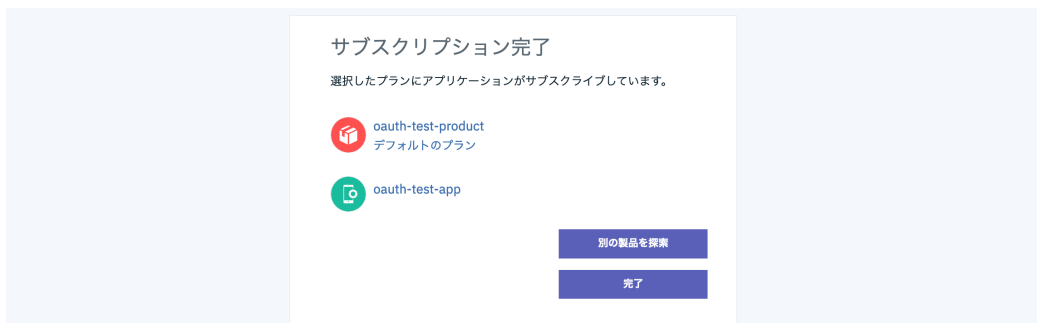 サブスクリプション完了
選択したプランにアプリケーションがサブスクライブしています。
oauth-test-product
デフォルトのプラン
oauth-test-app
別の製品を探索
完了